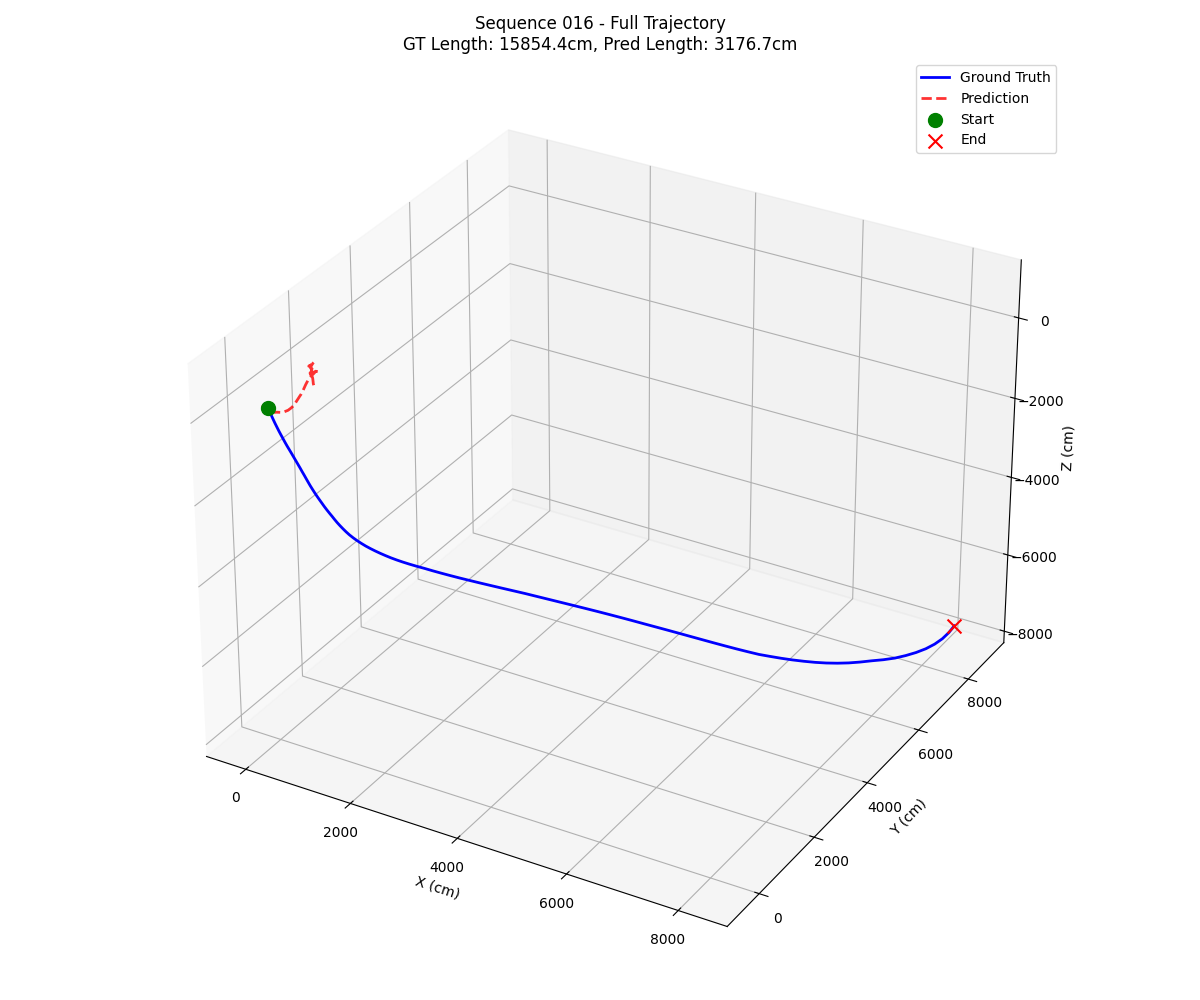 Sequence 016 - Full Trajectory
GT Length: 15854.4cm, Pred Length: 3176.7cm
Ground Truth
Prediction
Start
End
0
−2000
−4000
−6000
−8000
Z (cm)
8000
6000
4000
2000
0
Y (cm)
0
2000
4000
6000
8000
X (cm)